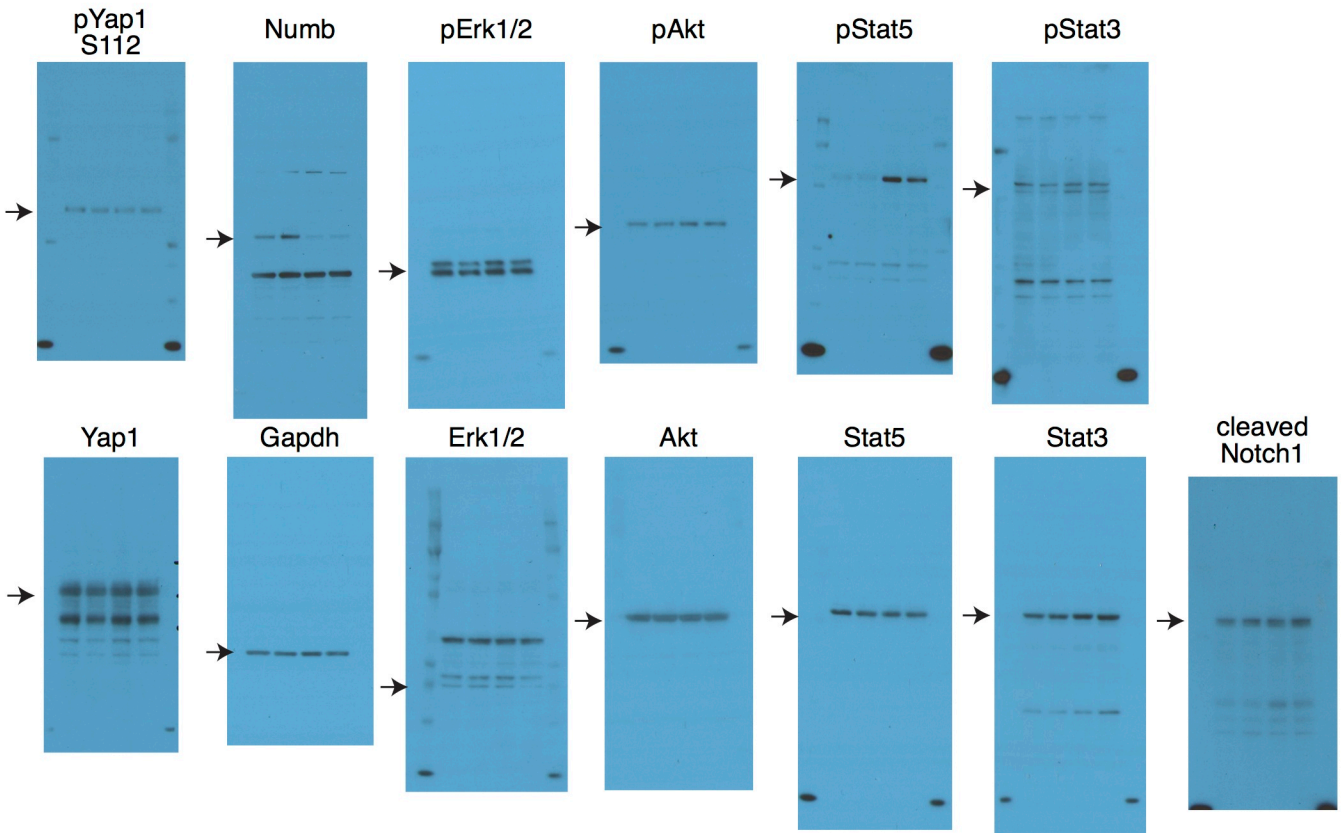 pYap1
S112
Numb
pErk1/2
pAkt
pStat5
pStat3
Yap1
Gapdh
Erk1/2
Akt
Stat5
Stat3
cleaved
Notch1